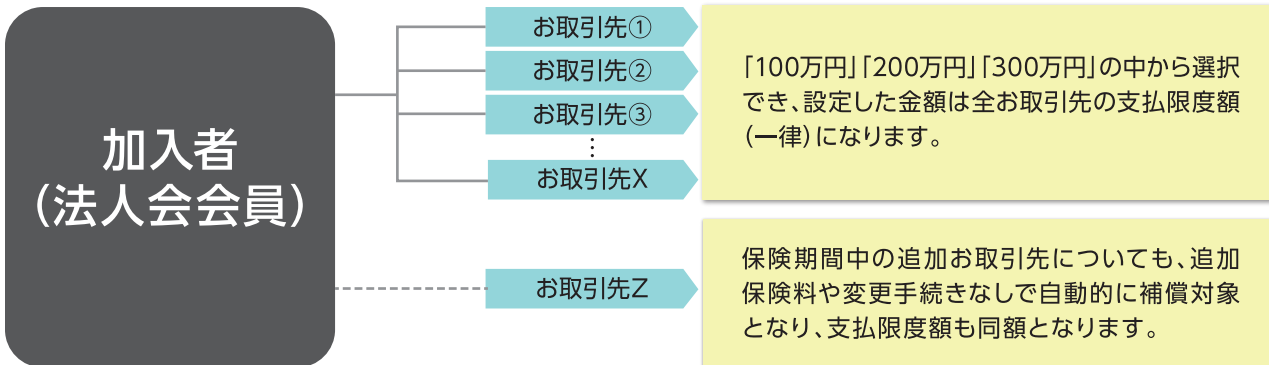 加入者
（法人会会員）
お取引先①
お取引先②
お取引先③
⋮
お取引先X
「100万円」「200万円」「300万円」の中から選択
でき、設定した金額は全お取引先の支払限度額
（一律）になります。
お取引先Z
保険期間中の追加お取引先についても、追加
保険料や変更手続きなしで自動的に補償対象
となり、支払限度額も同額となります。